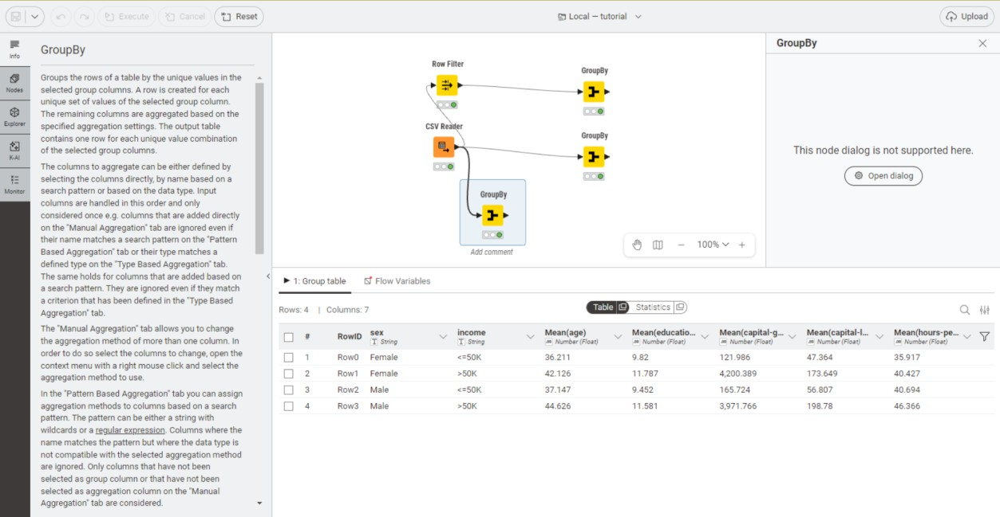 Execute
Cancel
Reset
Local — tutorial
Upload
Info
Nodes
Explorer
K-AI
Monitor
GroupBy
Groups the rows of a table by the unique values in the
selected group columns. A row is created for each
unique set of values of the selected group column.
The remaining columns are aggregated based on the
specified aggregation settings. The output table
contains one row for each unique value combination
of the selected group columns.
The columns to aggregate can be either defined by
selecting the columns directly, by name based on a
search pattern or based on the data type. Input
columns are handled in this order and only
considered once e.g. columns that are added directly
on the "Manual Aggregation" tab are ignored even if
their name matches a search pattern on the "Pattern
Based Aggregation" tab or their type matches a
defined type on the "Type Based Aggregation" tab.
The same holds for columns that are added based on
a search pattern. They are ignored even if they match
a criterion that has been defined in the "Type Based
Aggregation" tab.
The "Manual Aggregation" tab allows you to change
the aggregation method of more than one column. In
order to do so select the columns to change, open the
context menu with a right mouse click and select the
aggregation method to use.
In the "Pattern Based Aggregation" tab you can assign
aggregation methods to columns based on a search
pattern. The pattern can be either a string with
wildcards or a regular expression. Columns where the
name matches the pattern but where the data type is
not compatible with the selected aggregation method
are ignored. Only columns that have not been
selected as group column or that have not been
selected as aggregation column on the "Manual
Aggregation" tab are considered.
Row Filter
GroupBy
CSV Reader
GroupBy
GroupBy
Add comment
100%
GroupBy
This node dialog is not supported here.
Open dialog
1: Group table
Flow Variables
Rows: 4 | Columns: 7
Table
Statistics
# RowID sex income Mean(age) Mean(educatio... Mean(capital-g... Mean(capital-l... Mean(hours-pe...
String String Number (Float) Number (Float) Number (Float) Number (Float) Number (Float)
1 Row0 Female <=50K 36.211 9.82 121.986 47.364 35.917
2 Row1 Female >50K 42.126 11.787 4,200.389 173.649 40.427
3 Row2 Male <=50K 37.147 9.452 165.724 56.807 40.694
4 Row3 Male >50K 44.626 11.581 3,971.766 198.78 46.366